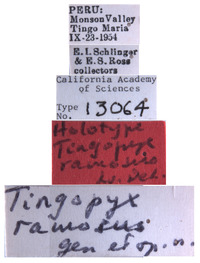 PERU:
Monson Valley
Tingo Maria
IX-23-1954
E.I. Schlinger
& E.S. Ross
collectors
California Academy
of Sciences
Type
No. 13064
Holotype
Tingopyx
ramosus
Tingopyx
ramosus
gen et sp. n.